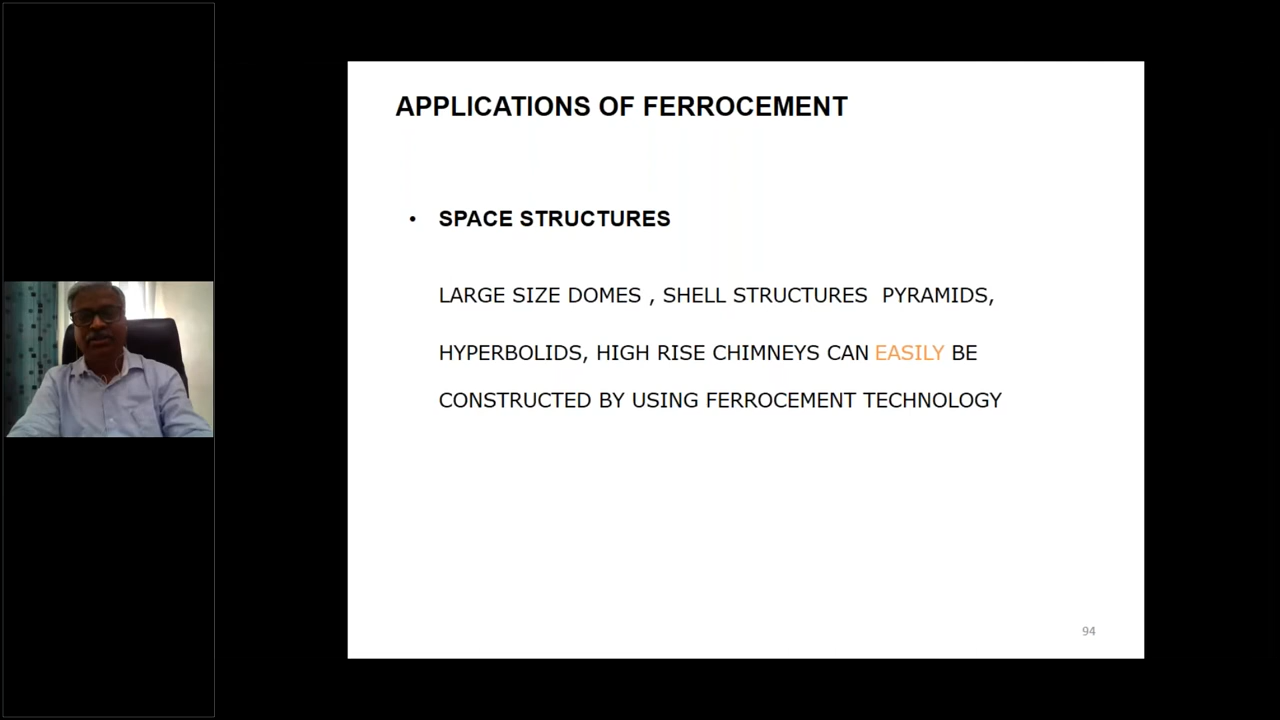 APPLICATIONS OF FERROCEMENT
• SPACE STRUCTURES
LARGE SIZE DOMES , SHELL STRUCTURES PYRAMIDS,
HYPERBOLIDS, HIGH RISE CHIMNEYS CAN EASILY BE
CONSTRUCTED BY USING FERROCEMENT TECHNOLOGY
94